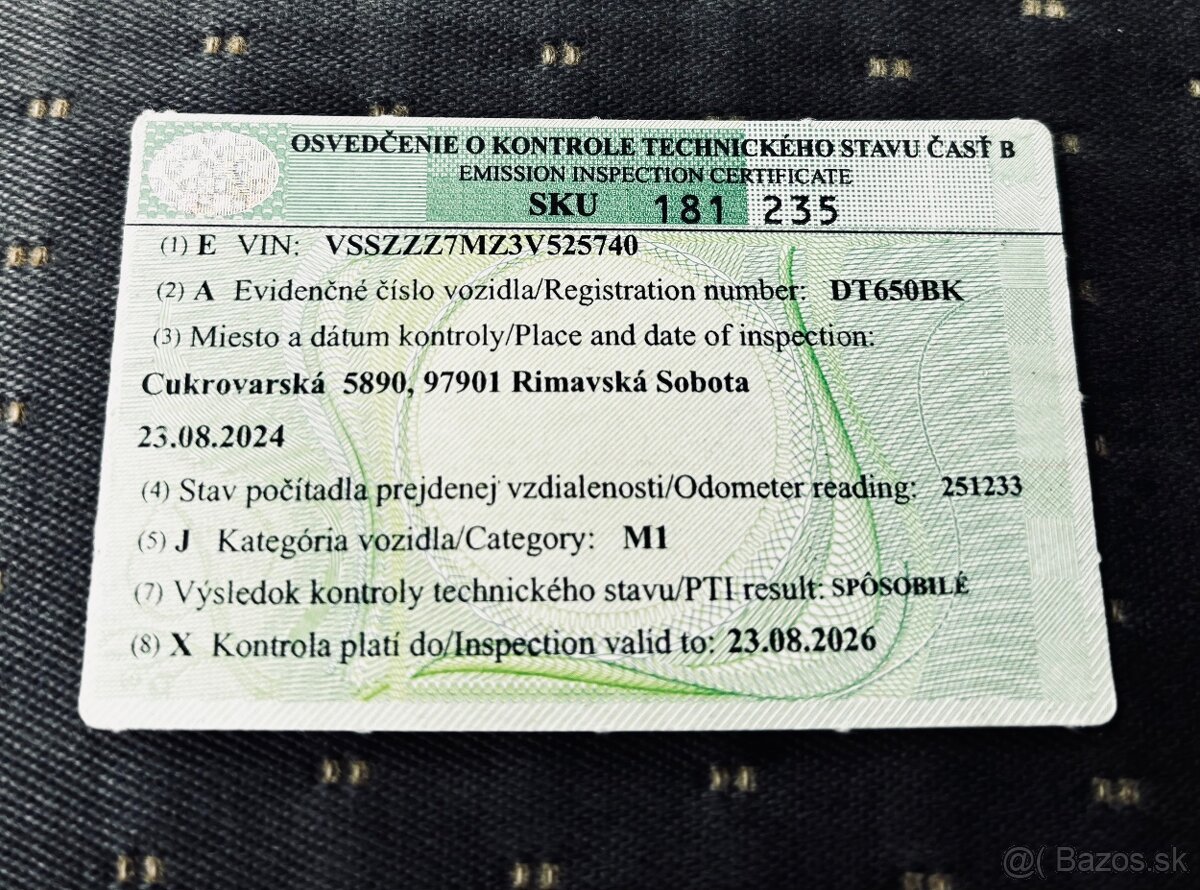 OSVEDČENIE O KONTROLE TECHNICKÉHO STAVU ČASŤ B
EMISSION INSPECTION CERTIFICATE
SKU 181 235
(1) E VIN: VSSZZZ7MZ3V525740
(2) A Evidenčné číslo vozidla/Registration number: DT650BK
(3) Miesto a dátum kontroly/Place and date of inspection:
Cukrovarská 5890, 97901 Rimavská Sobota
23.08.2024
(4) Stav počítadla prejdenej vzdialenosti/Odometer reading: 251233
(5) J Kategória vozidla/Category: M1
(7) Výsledok kontroly technického stavu/PTI result: SPÔSOBILÉ
(8) X Kontrola platí do/Inspection valid to: 23.08.2026
@( Bazos.sk